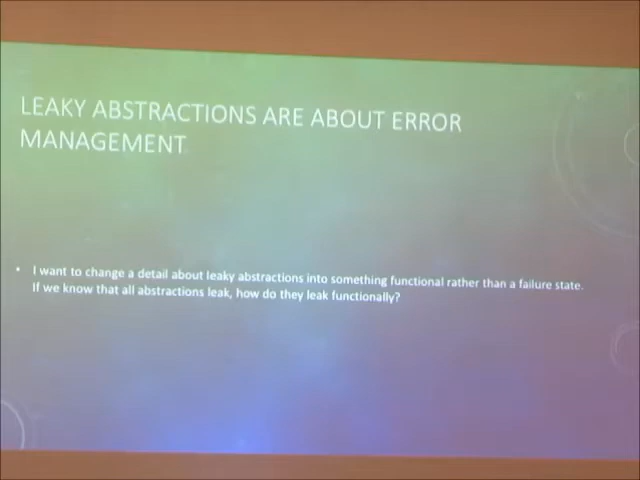 LEAKY ABSTRACTIONS ARE ABOUT ERROR
MANAGEMENT
• I want to change a detail about leaky abstractions into something functional rather than a failure state.
If we know that all abstractions leak, how do they leak functionally?